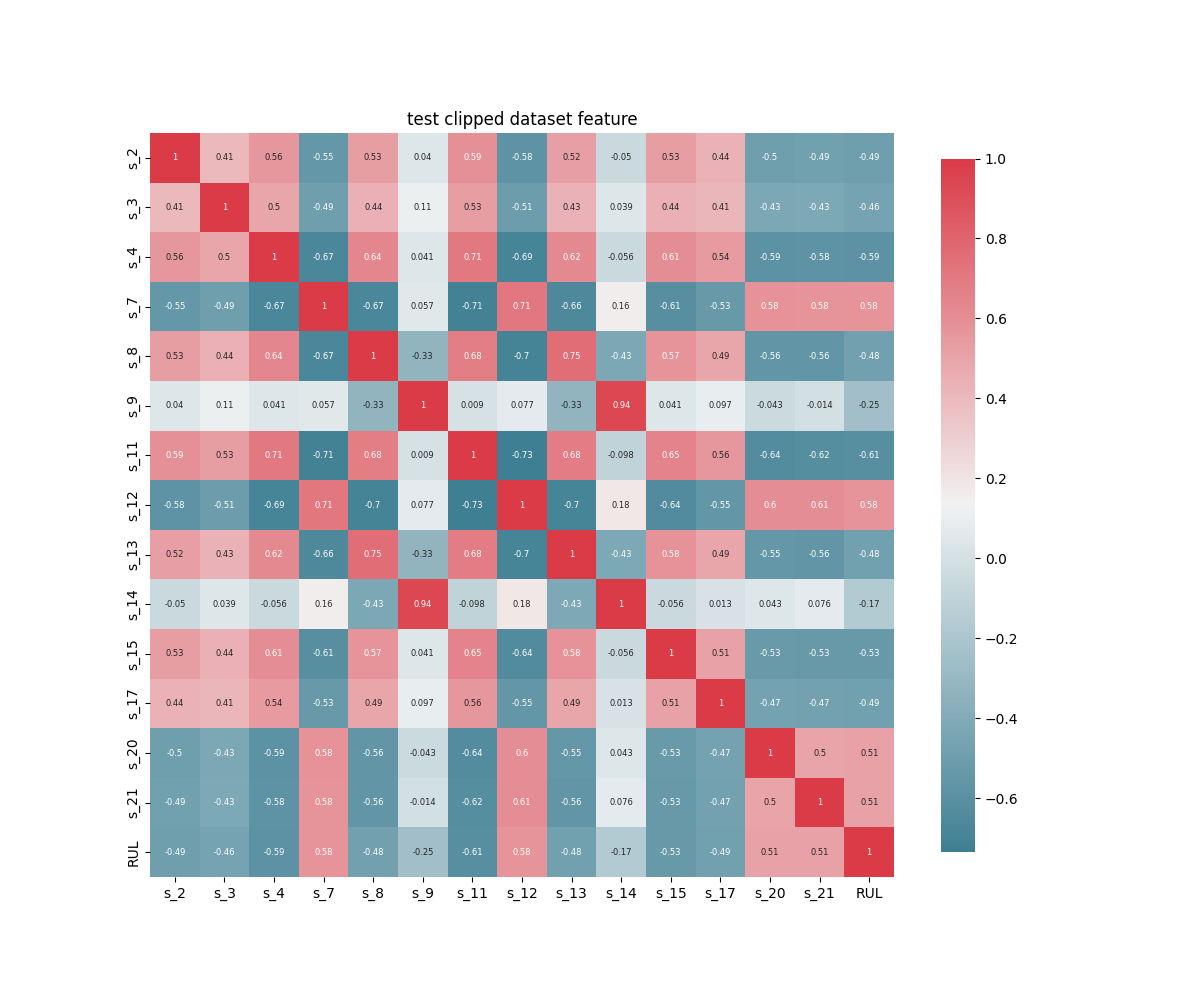 test clipped dataset feature
s_2 1 0.41 0.56 -0.55 0.53 0.04 0.59 -0.58 0.52 -0.05 0.53 0.44 -0.5 -0.49 -0.49
s_3 0.41 1 0.5 -0.49 0.44 0.11 0.53 -0.51 0.43 0.039 0.44 0.41 -0.43 -0.43 -0.46
s_4 0.56 0.5 1 -0.67 0.64 0.041 0.71 -0.69 0.62 -0.056 0.61 0.54 -0.59 -0.58 -0.59
s_7 -0.55 -0.49 -0.67 1 -0.67 0.057 -0.71 0.71 -0.66 0.16 -0.61 -0.53 0.58 0.58 0.58
s_8 0.53 0.44 0.64 -0.67 1 -0.33 0.68 -0.7 0.75 -0.43 0.57 0.49 -0.56 -0.56 -0.48
s_9 0.04 0.11 0.041 0.057 -0.33 1 0.009 0.077 -0.33 0.94 0.041 0.097 -0.043 -0.014 -0.25
s_11 0.59 0.53 0.71 -0.71 0.68 0.009 1 -0.73 0.68 -0.098 0.65 0.56 -0.64 -0.62 -0.61
s_12 -0.58 -0.51 -0.69 0.71 -0.7 0.077 -0.73 1 -0.7 0.18 -0.64 -0.55 0.6 0.61 0.58
s_13 0.52 0.43 0.62 -0.66 0.75 -0.33 0.68 -0.7 1 -0.43 0.58 0.49 -0.55 -0.56 -0.48
s_14 -0.05 0.039 -0.056 0.16 -0.43 0.94 -0.098 0.18 -0.43 1 -0.056 0.013 0.043 0.076 -0.17
s_15 0.53 0.44 0.61 -0.61 0.57 0.041 0.65 -0.64 0.58 -0.056 1 0.51 -0.53 -0.53 -0.53
s_17 0.44 0.41 0.54 -0.53 0.49 0.097 0.56 -0.55 0.49 0.013 0.51 1 -0.47 -0.47 -0.49
s_20 -0.5 -0.43 -0.59 0.58 -0.56 -0.043 -0.64 0.6 -0.55 0.043 -0.53 -0.47 1 0.5 0.51
s_21 -0.49 -0.43 -0.58 0.58 -0.56 -0.014 -0.62 0.61 -0.56 0.076 -0.53 -0.47 0.5 1 0.51
RUL -0.49 -0.46 -0.59 0.58 -0.48 -0.25 -0.61 0.58 -0.48 -0.17 -0.53 -0.49 0.51 0.51 1
s_2 s_3 s_4 s_7 s_8 s_9 s_11 s_12 s_13 s_14 s_15 s_17 s_20 s_21 RUL
1.0
0.8
0.6
0.4
0.2
0.0
−0.2
−0.4
−0.6